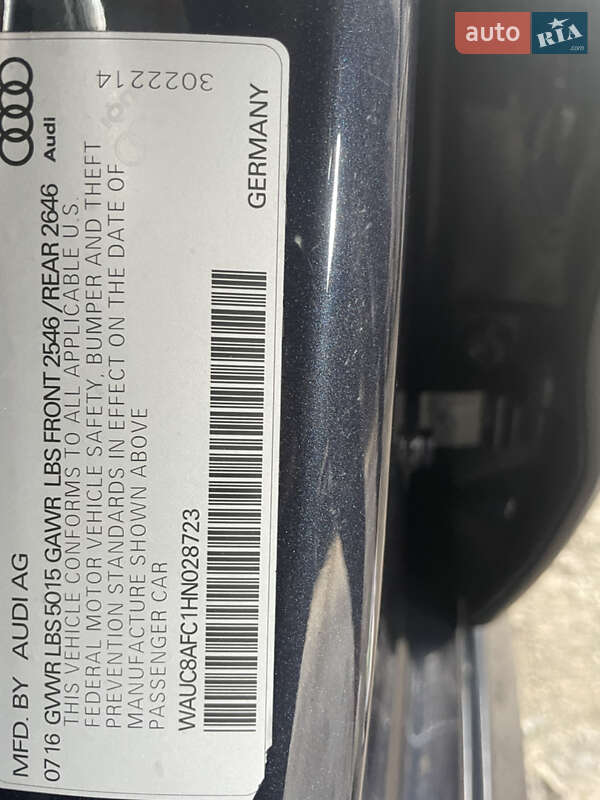 auto RIA .com
MFD. BY AUDI AG
Audi
0716 GVWR LBS 5015 GAWR LBS FRONT 2546 /REAR 2646
THIS VEHICLE CONFORMS TO ALL APPLICABLE U.S.
FEDERAL MOTOR VEHICLE SAFETY, BUMPER AND THEFT
PREVENTION STANDARDS IN EFFECT ON THE DATE OF
MANUFACTURE SHOWN ABOVE
PASSENGER CAR
3022214
WAUC8AFC1HN028723
GERMANY